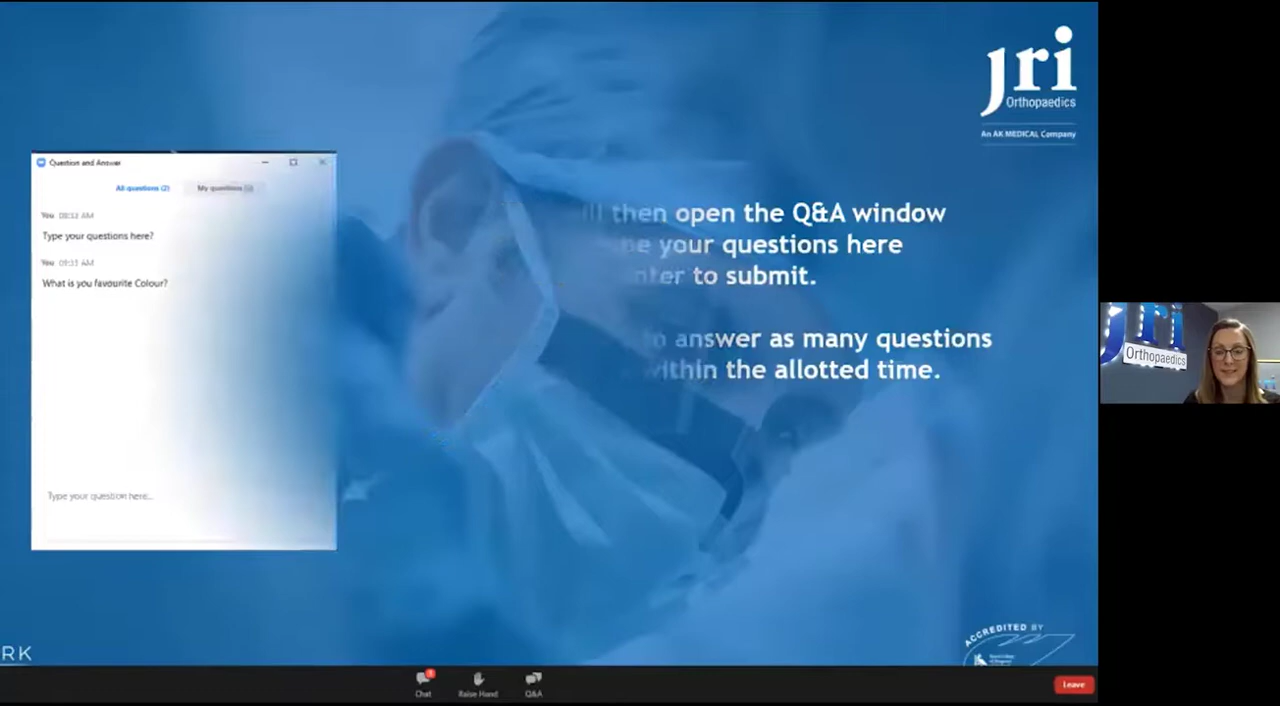 jri
Orthopaedics
An AK MEDICAL Company
Question and Answer
All questions (2)
My questions
You 08:33 AM
Type your questions here?
You 09:31 AM
What is you favourite Colour?
Type your question here...
then open the Q&A window
your questions here
to submit.
answer as many questions
within the allotted time.
jri
Orthopaedics
ACCREDITED BY
RK
Chat
Raise Hand
Q&A
Leave